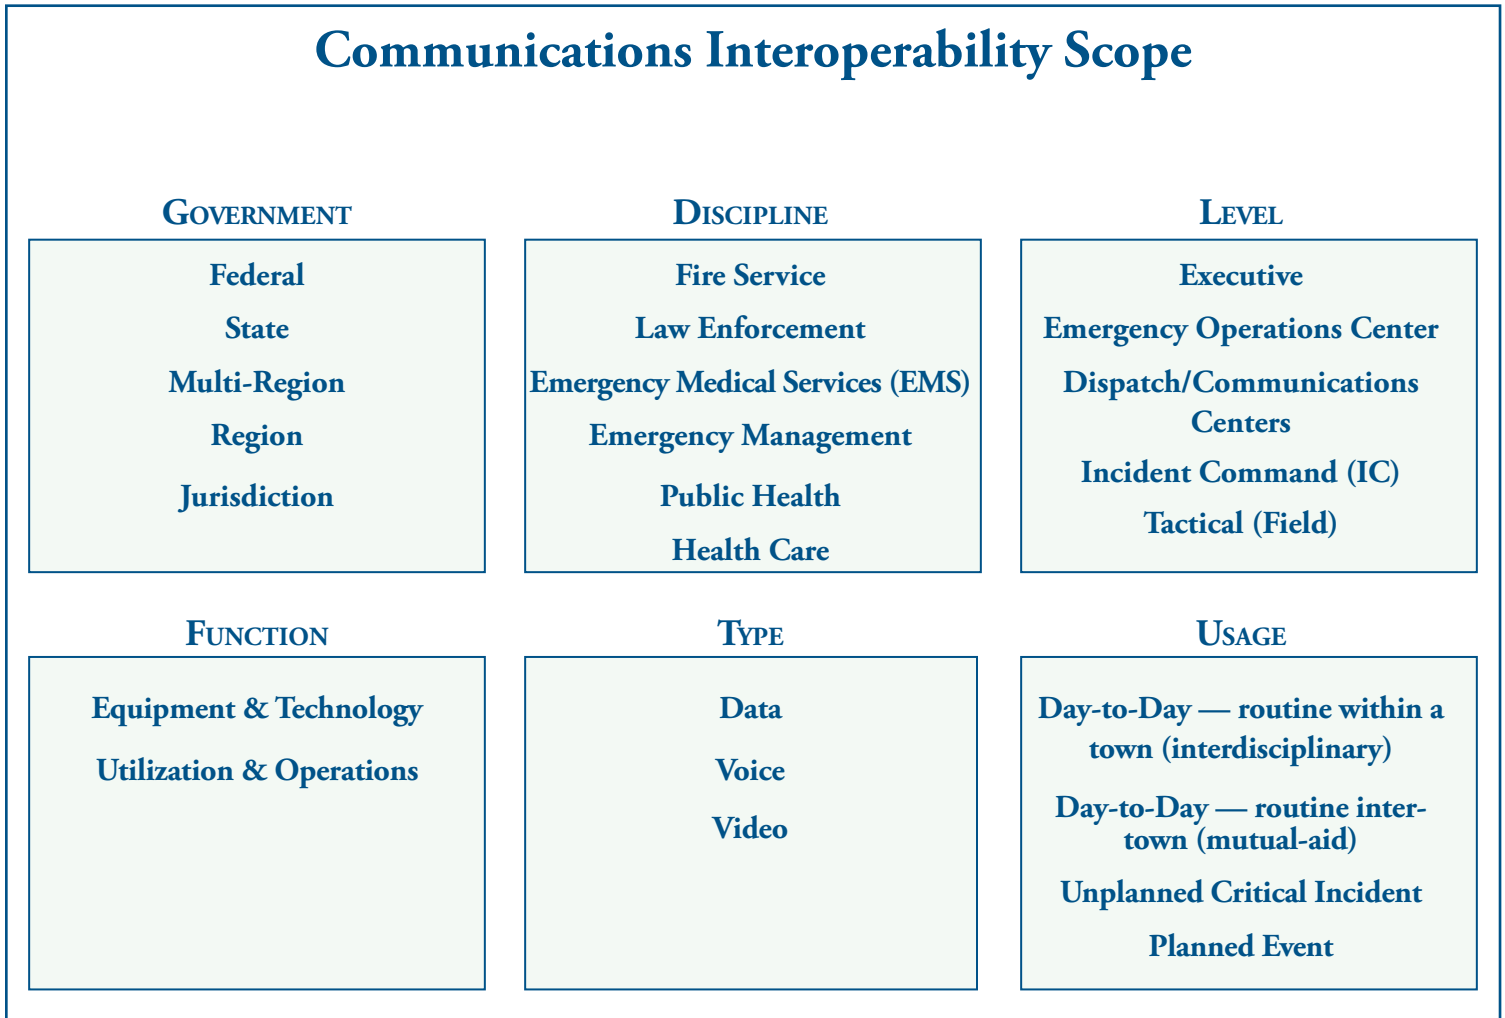 Communications Interoperability Scope
Government
Federal
State
Multi-Region
Region
Jurisdiction
Discipline
Fire Service
Law Enforcement
Emergency Medical Services (EMS)
Emergency Management
Public Health
Health Care
Level
Executive
Emergency Operations Center
Dispatch/Communications
Centers
Incident Command (IC)
Tactical (Field)
Function
Equipment & Technology
Utilization & Operations
Type
Data
Voice
Video
Usage
Day-to-Day — routine within a
town (interdisciplinary)
Day-to-Day — routine inter-
town (mutual-aid)
Unplanned Critical Incident
Planned Event